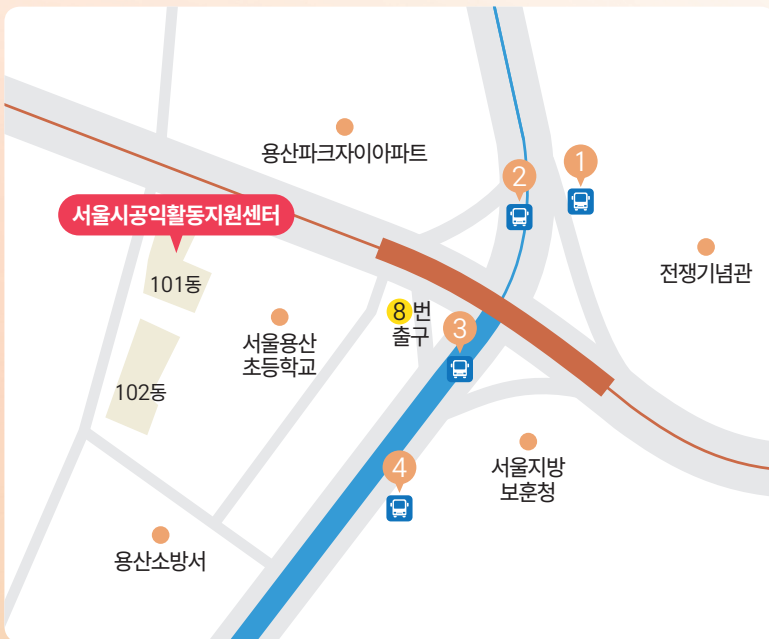 용산파크자이아파트
1
2
서울시공익활동지원센터
전쟁기념관
101동
8번
출구
3
서울용산
초등학교
102동
4
서울지방
보훈청
용산소방서